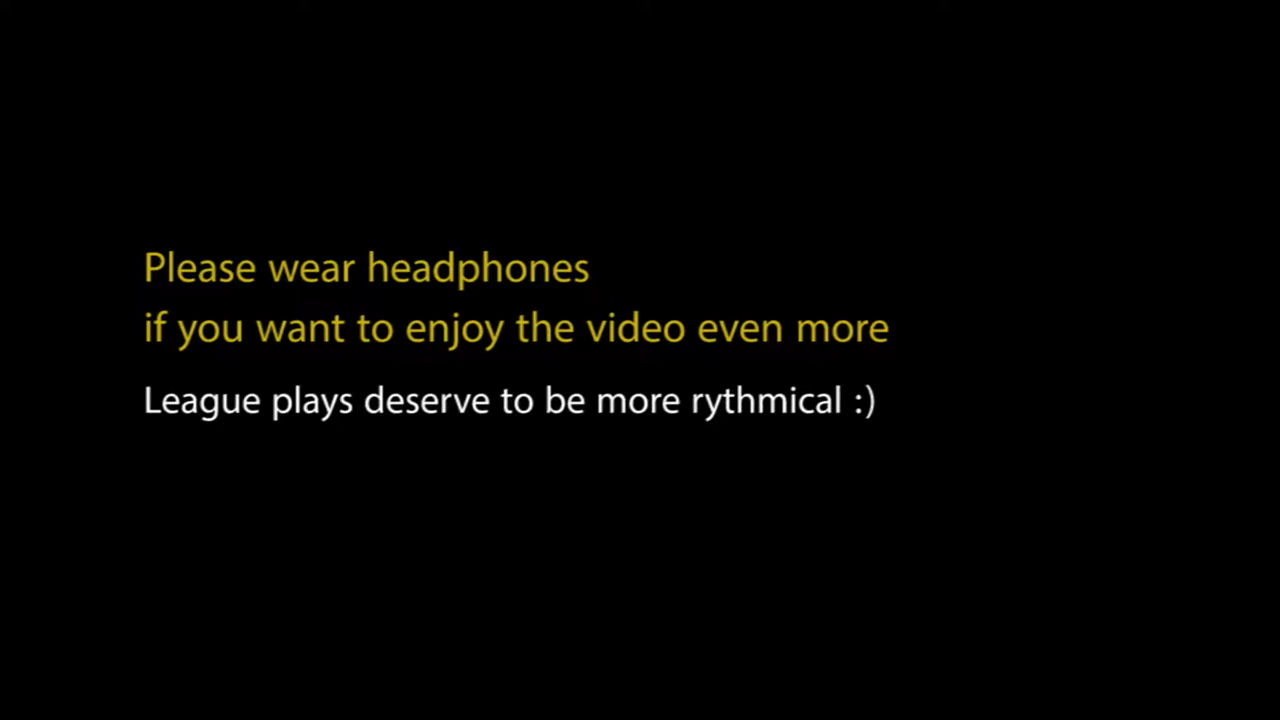 Please wear headphones
if you want to enjoy the video even more
League plays deserve to be more rythmical :)